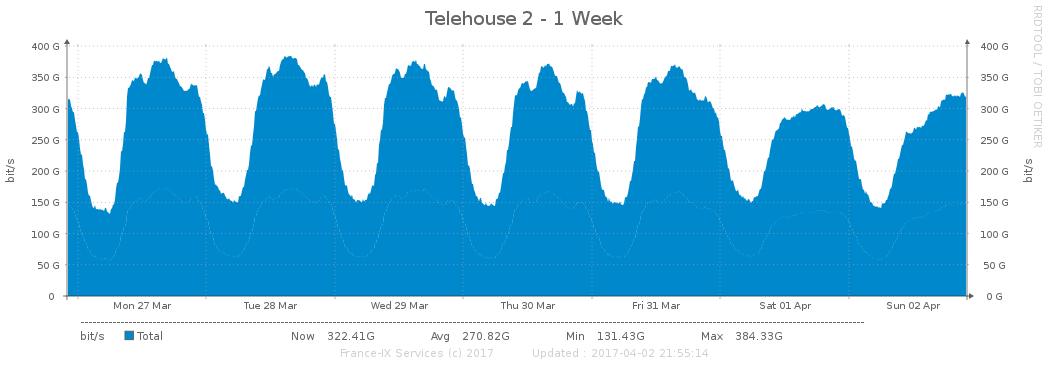 Telehouse 2 - 1 Week
RRDTOOL / TOBI OETIKER
bit/s
400 G 400 G
350 G 350 G
300 G 300 G
250 G 250 G
200 G 200 G
150 G 150 G
100 G 100 G
50 G 50 G
0 0 G
bit/s
Mon 27 Mar Tue 28 Mar Wed 29 Mar Thu 30 Mar Fri 31 Mar Sat 01 Apr Sun 02 Apr
bit/s Total Now 322.41G Avg 270.82G Min 131.43G Max 384.33G
France-IX Services (c) 2017 Updated : 2017-04-02 21:55:14